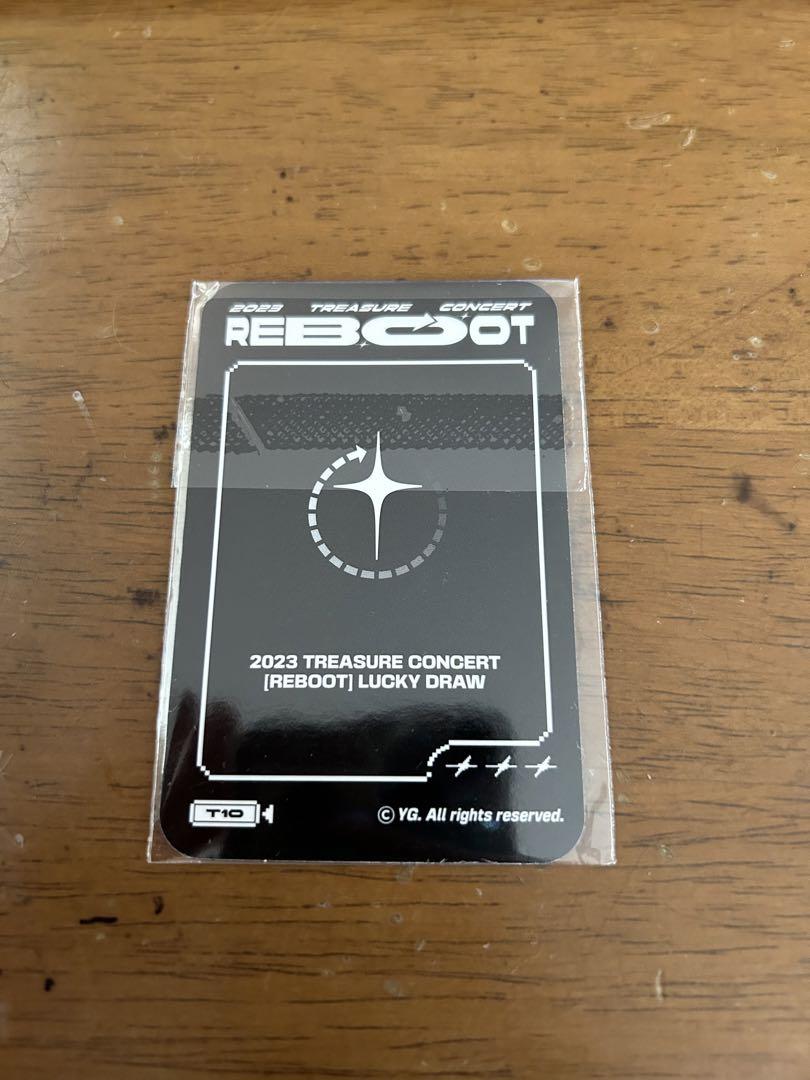 2023 TREASURE CONCERT
REBOOT
2023 TREASURE CONCERT
[REBOOT] LUCKY DRAW
T10
© YG. All rights reserved.